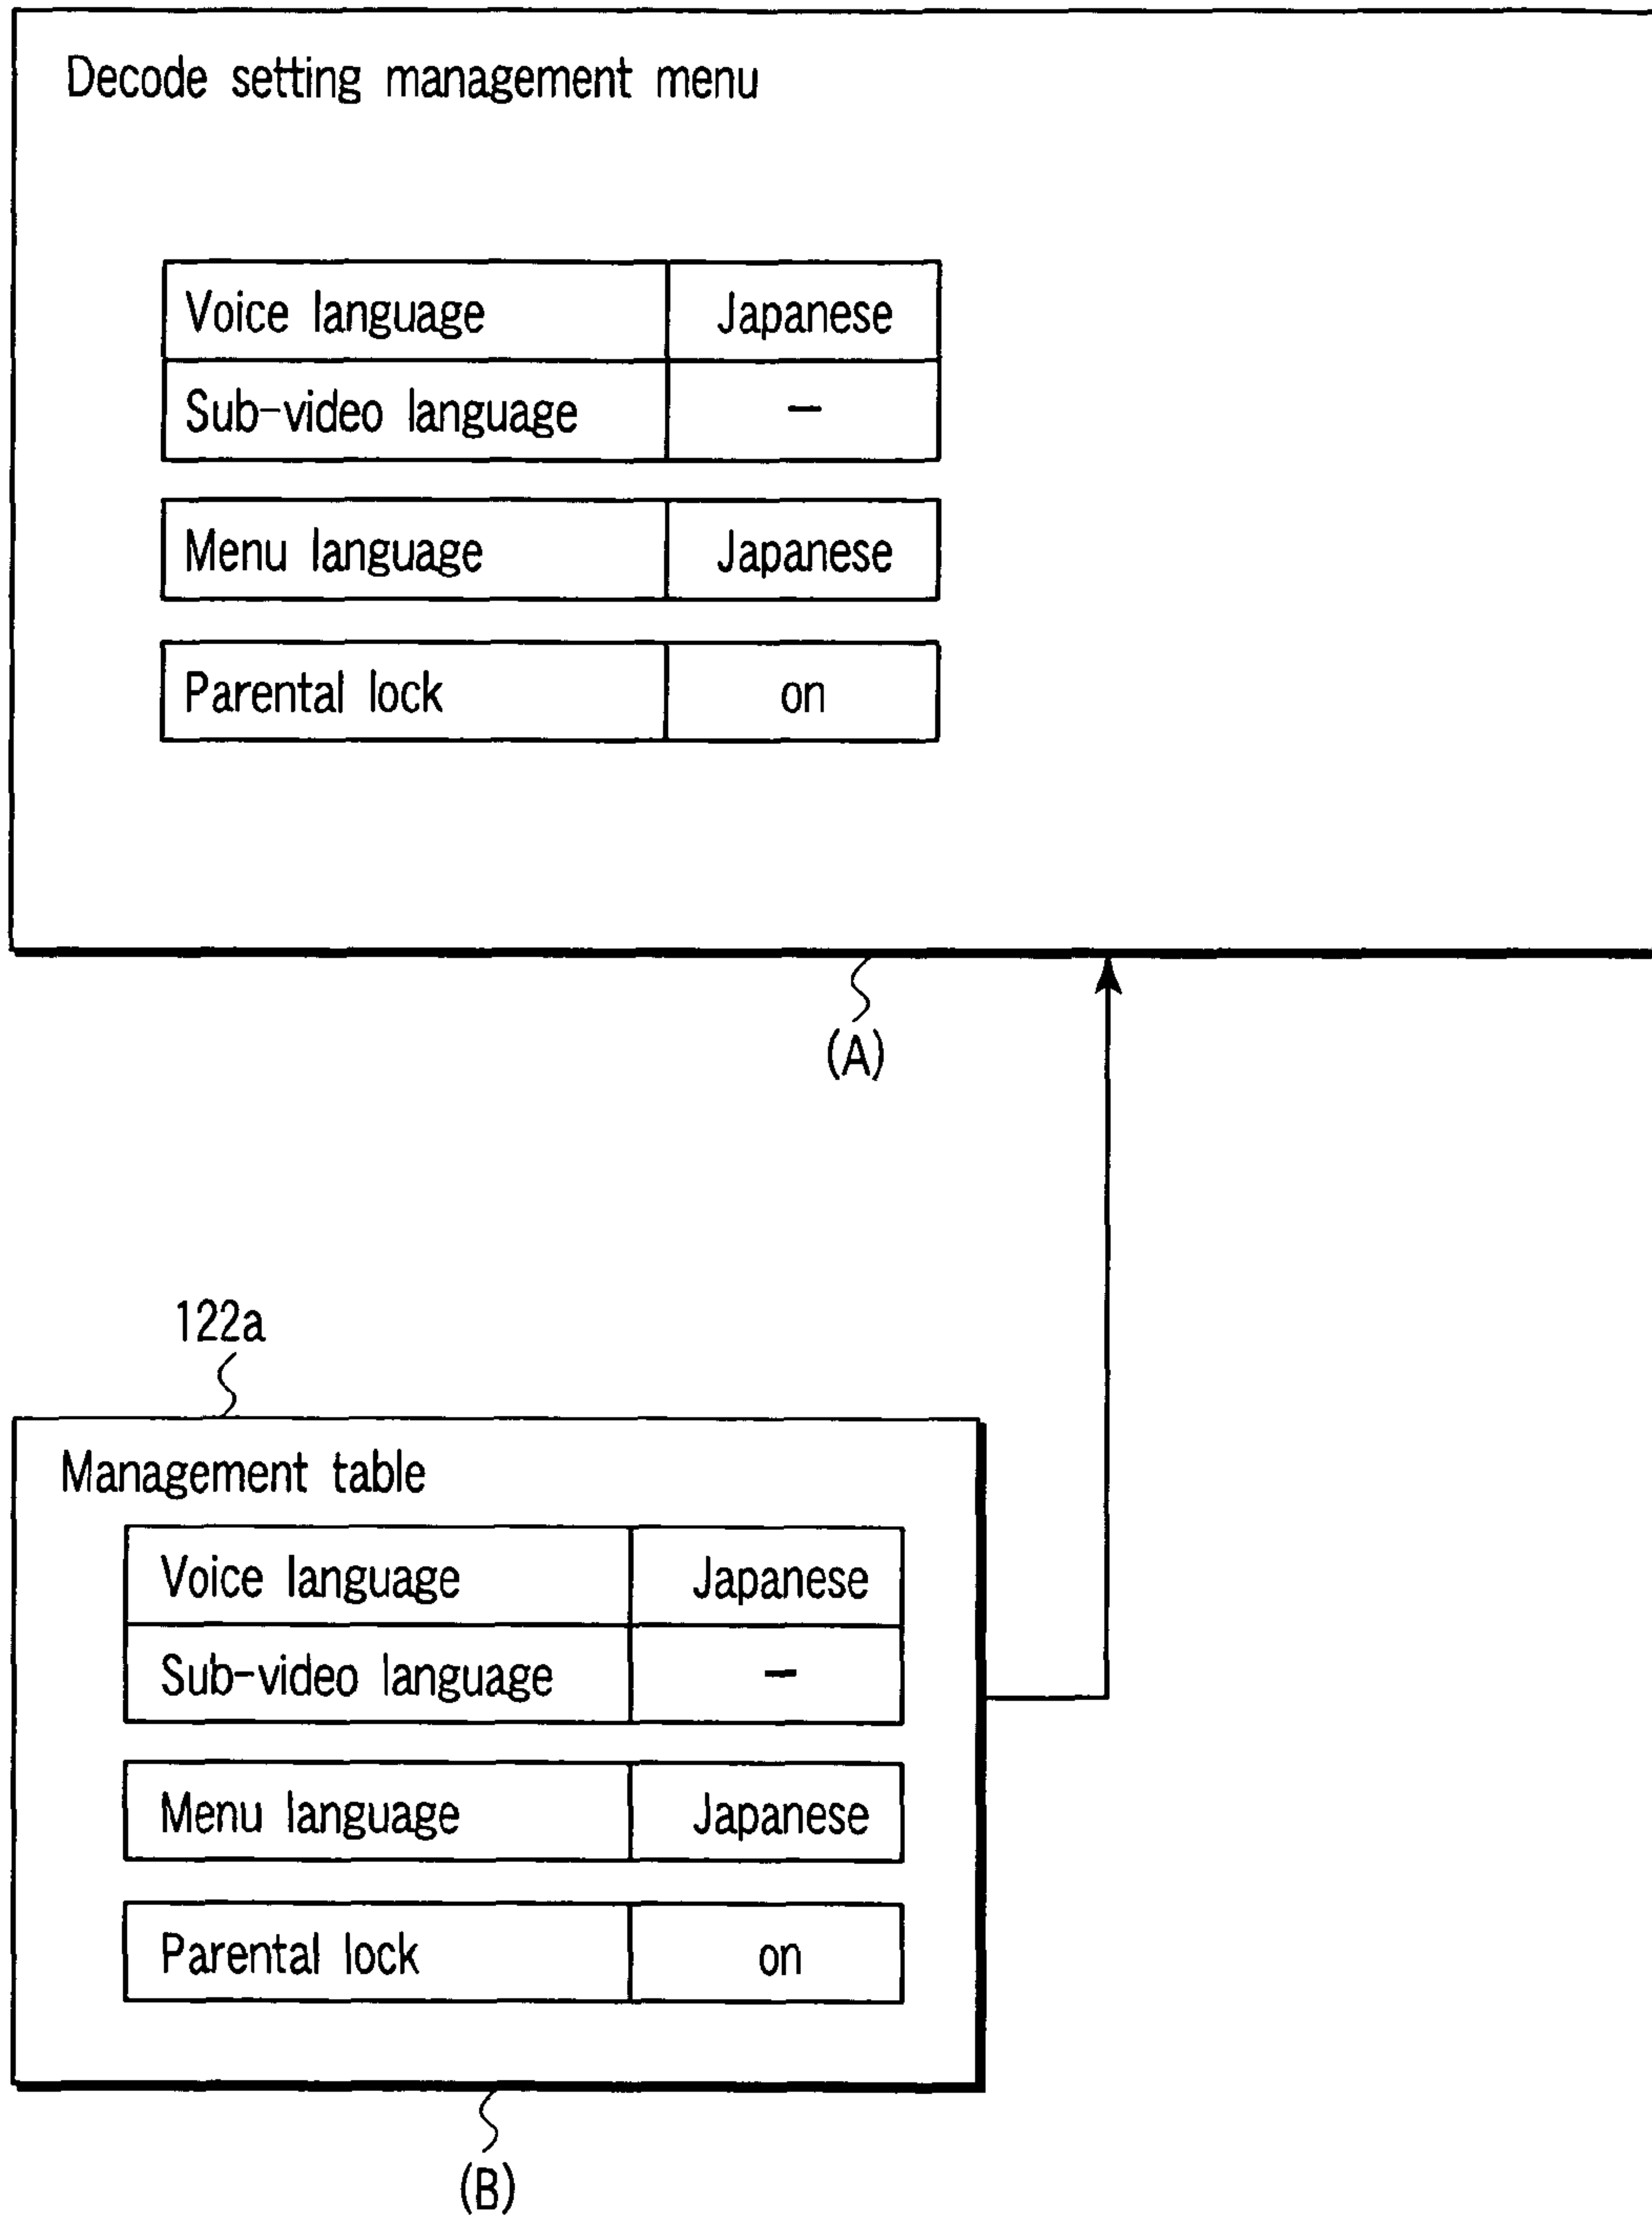 Decode setting management menu
Voice language Japanese
Sub-video language –
Menu language Japanese
Parental lock on
(A)
122a
Management table
Voice language Japanese
Sub-video language –
Menu language Japanese
Parental lock on
(B)